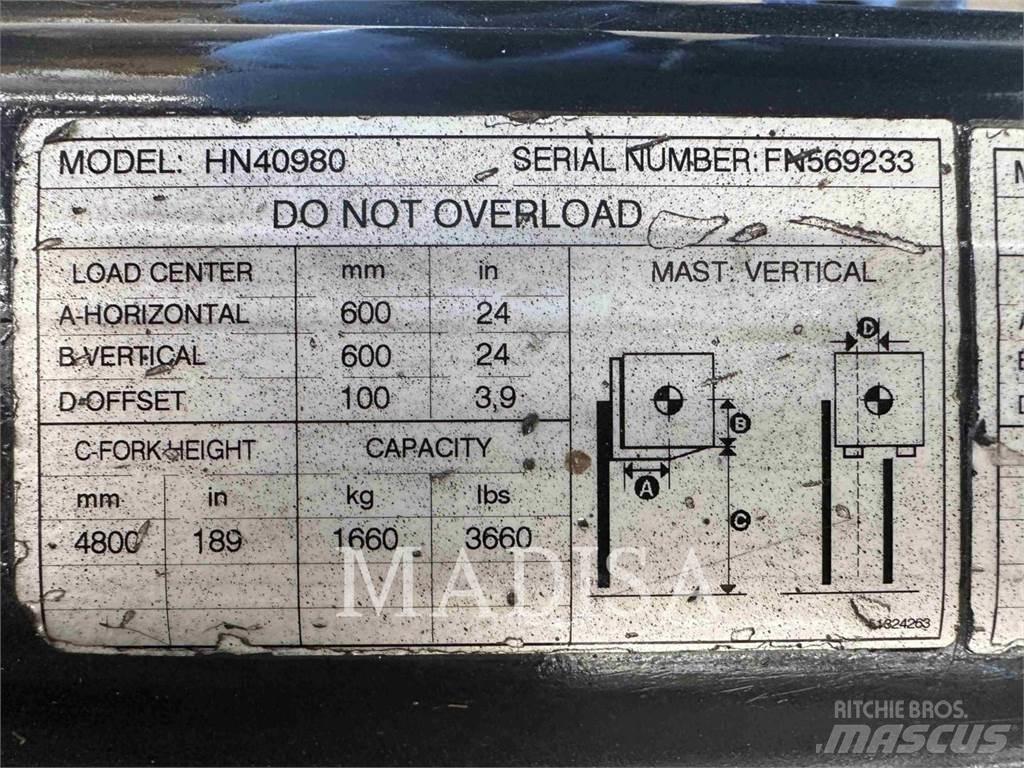 MODEL: HN40980 SERIAL NUMBER: FN569233
DO NOT OVERLOAD
LOAD CENTER mm in MAST: VERTICAL
A-HORIZONTAL 600 24
B-VERTICAL 600 24
D-OFFSET 100 3,9
C-FORK HEIGHT CAPACITY
mm in kg lbs
4800 189 1660 3660
D
B
A
C
MADISA
51324263
RITCHIE BROS.
MASCUS